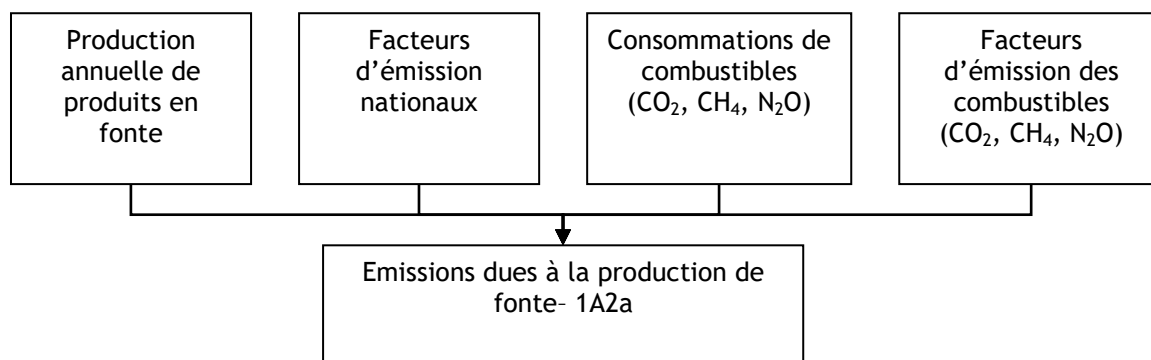 Production
annuelle de
produits en
fonte
Facteurs
d’émission
nationaux
Consommations de
combustibles
(CO₂, CH₄, N₂O)
Facteurs
d’émission des
combustibles
(CO₂, CH₄, N₂O)
Emissions dues à la production de
fonte– 1A2a